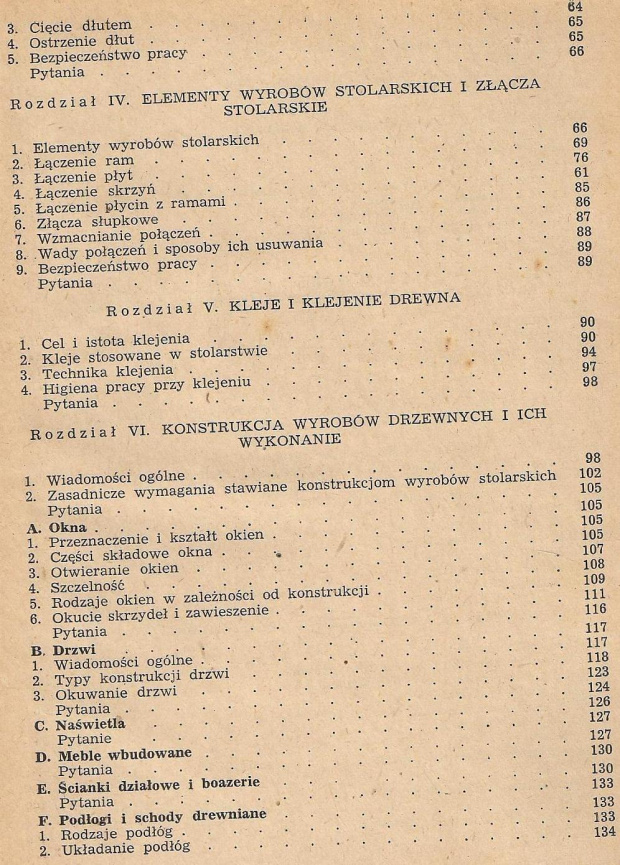 3. Cięcie dłutem . . . . . . . 64
4. Ostrzenie dłut . . . . . . . 65
5. Bezpieczeństwo pracy . . . . . . . 65
Pytania . . . . . . . 66
Rozdział IV. ELEMENTY WYROBÓW STOLARSKICH I ZŁĄCZA
STOLARSKIE
1. Elementy wyrobów stolarskich . . . . . . . 66
2. Łączenie ram . . . . . . . 69
3. Łączenie płyt . . . . . . . 76
4. Łączenie skrzyń . . . . . . . 61
5. Łączenie płycin z ramami . . . . . . . 85
6. Złącza słupkowe . . . . . . . 86
7. Wzmacnianie połączeń . . . . . . . 87
8. Wady połączeń i sposoby ich usuwania . . . . . . . 88
9. Bezpieczeństwo pracy . . . . . . . 89
Pytania . . . . . . . 89
Rozdział V. KLEJE I KLEJENIE DREWNA
1. Cel i istota klejenia . . . . . . . 90
2. Kleje stosowane w stolarstwie . . . . . . . 90
3. Technika klejenia . . . . . . . 94
4. Higiena pracy przy klejeniu . . . . . . . 97
Pytania . . . . . . . 98
Rozdział VI. KONSTRUKCJA WYROBÓW DRZEWNYCH I ICH
WYKONANIE
1. Wiadomości ogólne . . . . . . . 98
2. Zasadnicze wymagania stawiane konstrukcjom wyrobów stolarskich 102
Pytania . . . . . . . 105
A. Okna . . . . . . . 105
1. Przeznaczenie i kształt okien . . . . . . . 105
2. Części składowe okna . . . . . . . 105
3. Otwieranie okien . . . . . . . 107
4. Szczelność . . . . . . . 108
5. Rodzaje okien w zależności od konstrukcji . . . . . . . 109
6. Okucie skrzydeł i zawieszenie . . . . . . . 111
Pytania . . . . . . . 116
B. Drzwi . . . . . . . 117
1. Wiadomości ogólne . . . . . . . 117
2. Typy konstrukcji drzwi . . . . . . . 118
3. Okuwanie drzwi . . . . . . . 123
Pytania . . . . . . . 124
C. Naświetla . . . . . . . 126
Pytanie . . . . . . . 127
D. Meble wbudowane . . . . . . . 127
Pytania . . . . . . . 130
E. Ścianki działowe i boazerie . . . . . . . 130
Pytania . . . . . . . 133
F. Podłogi i schody drewniane . . . . . . . 133
1. Rodzaje podłóg . . . . . . . 133
2. Układanie podłóg . . . . . . . 134